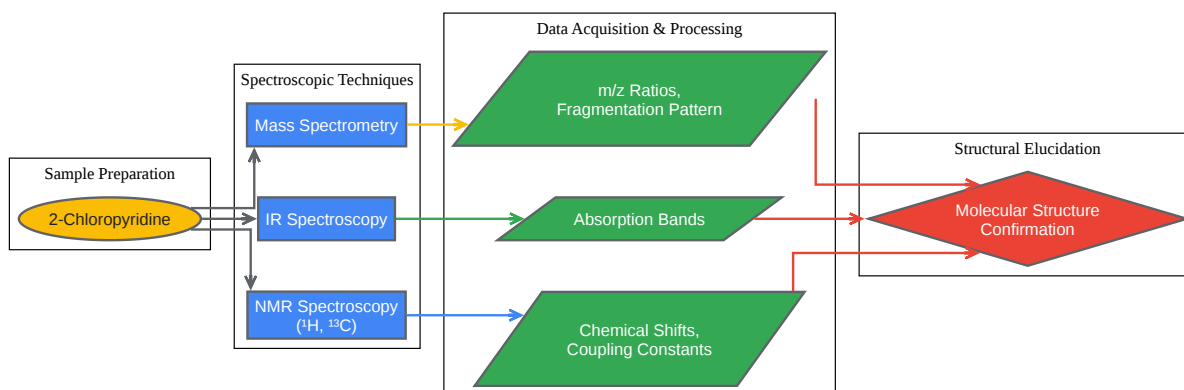 Data Acquisition & Processing
Spectroscopic Techniques
m/z Ratios,
Fragmentation Pattern
Mass Spectrometry
Structural Elucidation
Sample Preparation
2-Chloropyridine
IR Spectroscopy
Absorption Bands
Molecular Structure
Confirmation
NMR Spectroscopy
(¹H, ¹³C)
Chemical Shifts,
Coupling Constants